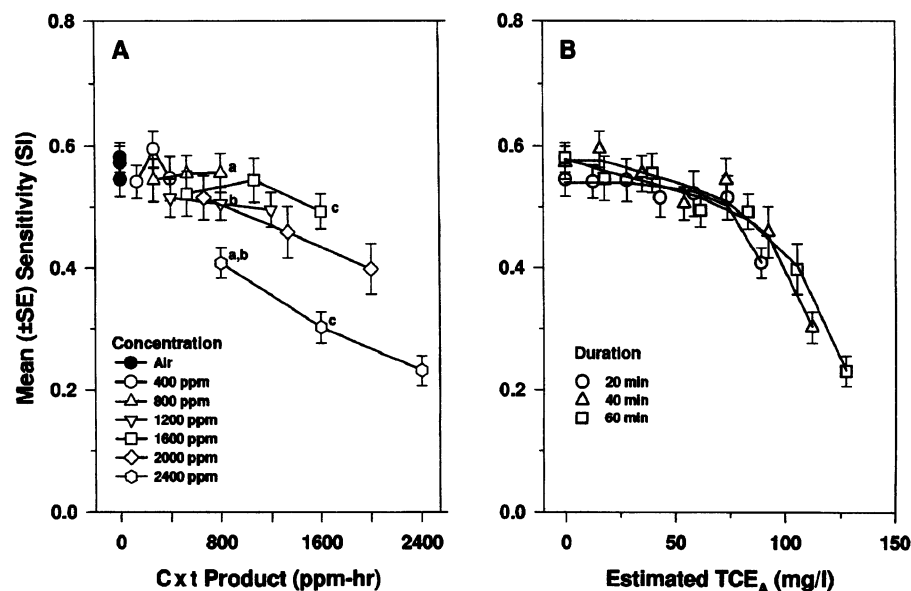 A
B
Mean (±SE) Sensitivity (SI)
0.8
0.6
0.4
0.2
0.0
a
b
c
a,b
c
Concentration
Air
400 ppm
800 ppm
1200 ppm
1600 ppm
2000 ppm
2400 ppm
0 800 1600 2400
C x t Product (ppm-hr)
0.8
0.6
0.4
0.2
0.0
Duration
20 min
40 min
60 min
0 50 100 150
Estimated TCE_A (mg/l)